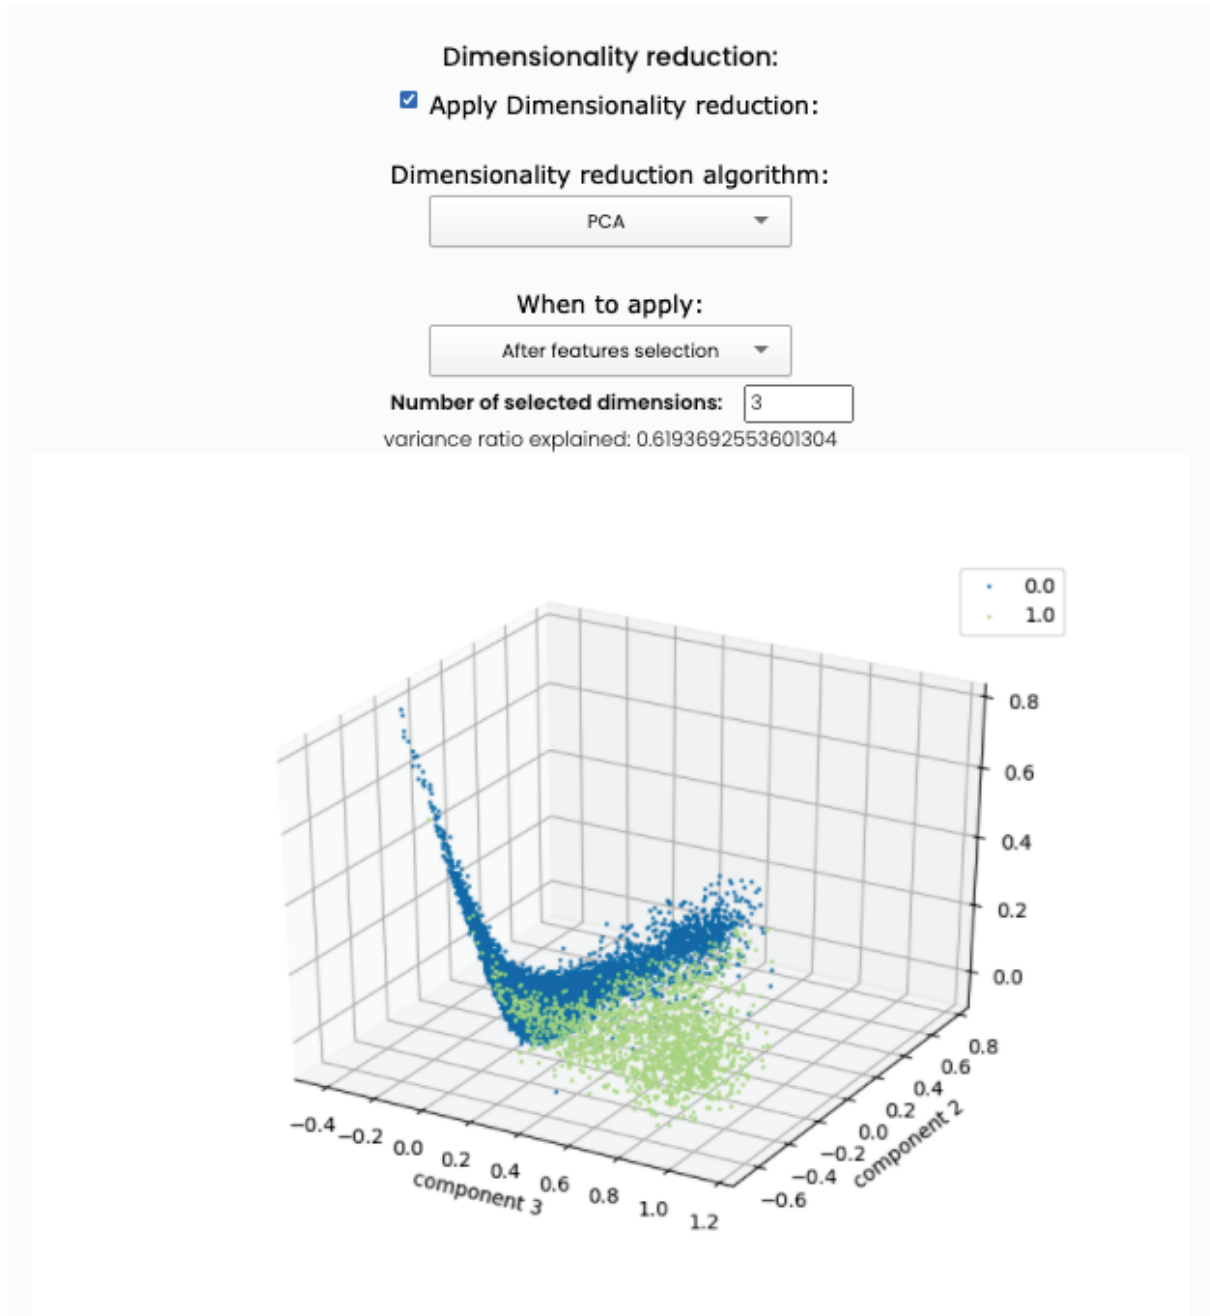 Dimensionality reduction:
Apply Dimensionality reduction:
Dimensionality reduction algorithm:
PCA
When to apply:
After features selection
Number of selected dimensions: 3
variance ratio explained: 0.6193692553601304
0.0
1.0
0.8
0.6
0.4
0.2
0.0
0.8
0.6
0.4
0.2
0.0
−0.2
−0.4
−0.6
component 2
−0.4
−0.2
0.0
0.2
0.4
0.6
0.8
1.0
1.2
component 3